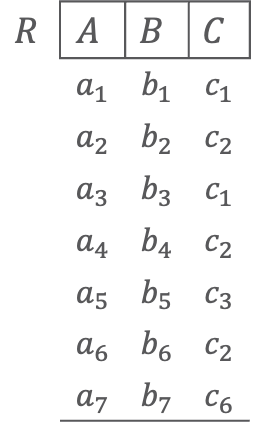 R A B C
a₁ b₁ c₁
a₂ b₂ c₂
a₃ b₃ c₁
a₄ b₄ c₂
a₅ b₅ c₃
a₆ b₆ c₂
a₇ b₇ c₆